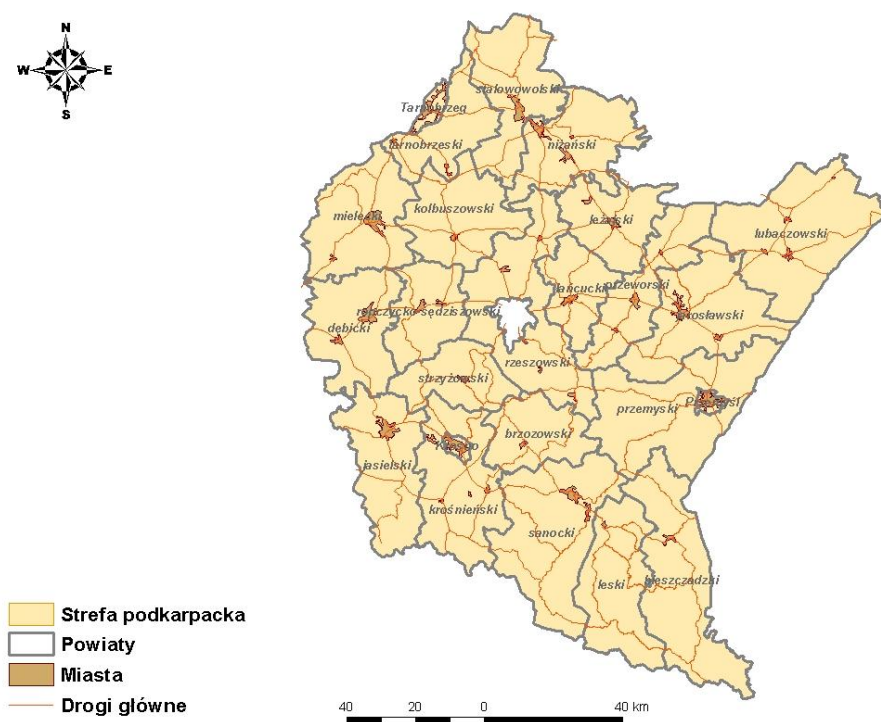 N
W E
S
stalowowolski
Tarnobrzeg
tarnobrzeski
niżański
mielecki
kolbuszowski
leżajski
lubaczowski
łańcucki
przeworski
jarosławski
ropczycko-sędziszowski
dębicki
rzeszowski
strzyżowski
przemyski
Przemyśl
Krosno
brzozowski
jasielski
krośnieński
sanocki
leski
bieszczadzki
Strefa podkarpacka
Powiaty
Miasta
Drogi główne
40 20 0 40 km